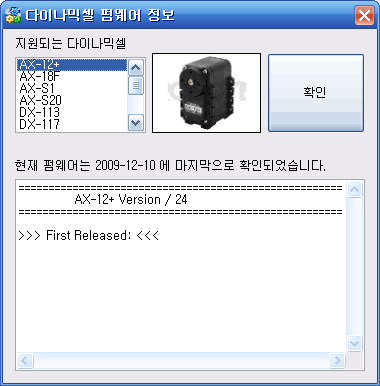 다이나믹셀 펌웨어 정보
지원되는 다이나믹셀
AX-12+
AX-18F
AX-S1
AX-S20
DX-113
DX-117
확인
현재 펌웨어는 2009-12-10 에 마지막으로 확인되었습니다.
==================================================
AX-12+ Version / 24
==================================================
>>> First Released: <<<